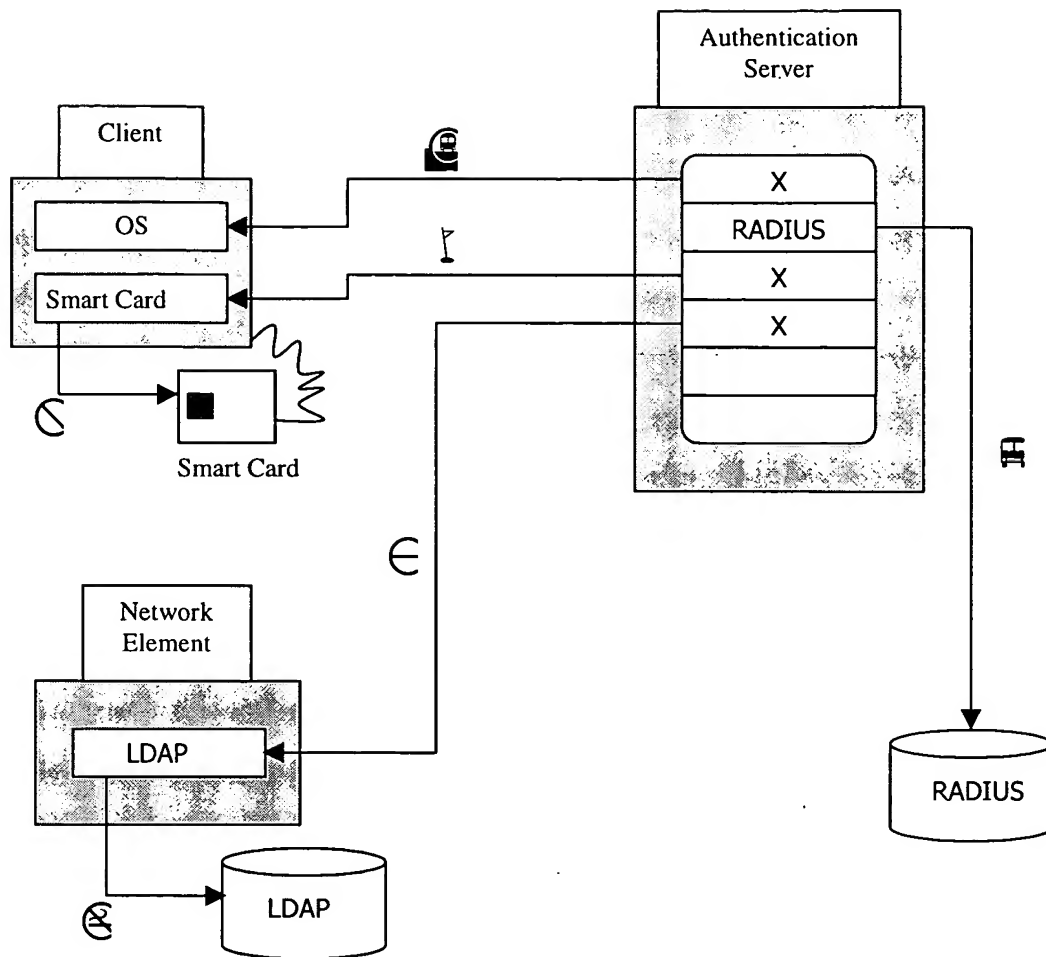 Authentication
Server
Client
X
OS
RADIUS
Smart Card
X
X
Smart Card
Network
Element
LDAP
RADIUS
LDAP